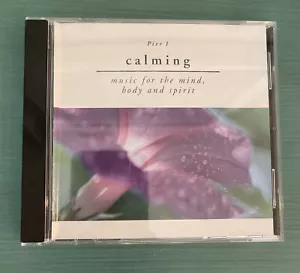 Pier 1
calming
music for the mind,
body and spirit